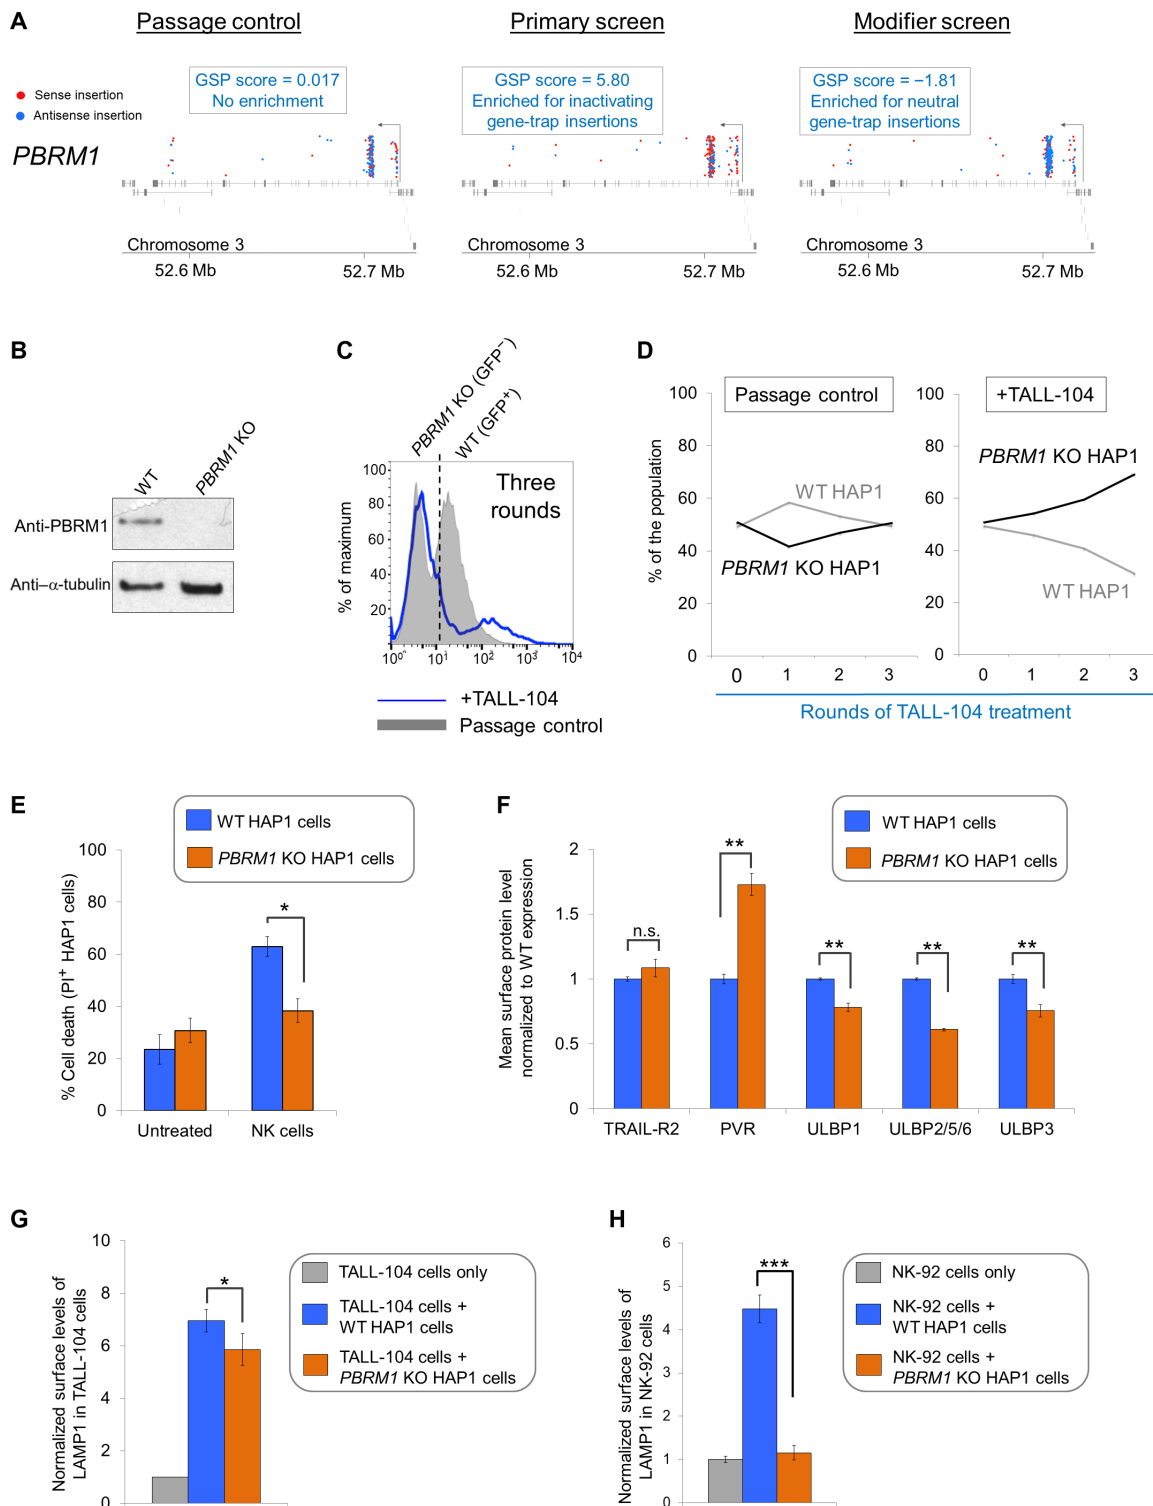 A
Passage control
Primary screen
Modifier screen
GSP score = 0.017
No enrichment
GSP score = 5.80
Enriched for inactivating
gene-trap insertions
GSP score = −1.81
Enriched for neutral
gene-trap insertions
Sense insertion
Antisense insertion
PBRM1
Chromosome 3
52.6 Mb
52.7 Mb
Chromosome 3
52.6 Mb
52.7 Mb
Chromosome 3
52.6 Mb
52.7 Mb
B
WT
PBRM1 KO
Anti-PBRM1
Anti–α-tubulin
C
PBRM1 KO (GFP⁻)
WT (GFP⁺)
Three
rounds
% of maximum
100
80
60
40
20
10⁰
10¹
10²
10³
10⁴
+TALL-104
Passage control
D
% of the population
100
80
60
40
20
0
Passage control
WT HAP1
PBRM1 KO HAP1
0
1
2
3
100
80
60
40
20
0
+TALL-104
PBRM1 KO HAP1
WT HAP1
0
1
2
3
Rounds of TALL-104 treatment
E
WT HAP1 cells
PBRM1 KO HAP1 cells
% Cell death (PI⁺ HAP1 cells)
100
80
60
40
20
0
*
Untreated
NK cells
F
WT HAP1 cells
PBRM1 KO HAP1 cells
Mean surface protein level
normalized to WT expression
2
1.5
1
0.5
0
n.s.
**
**
**
**
TRAIL-R2
PVR
ULBP1
ULBP2/5/6
ULBP3
G
Normalized surface levels of
LAMP1 in TALL-104 cells
10
8
6
4
2
0
*
TALL-104 cells only
TALL-104 cells +
WT HAP1 cells
TALL-104 cells +
PBRM1 KO HAP1 cells
H
Normalized surface levels of
LAMP1 in NK-92 cells
6
5
4
3
2
1
0
***
NK-92 cells only
NK-92 cells +
WT HAP1 cells
NK-92 cells +
PBRM1 KO HAP1 cells